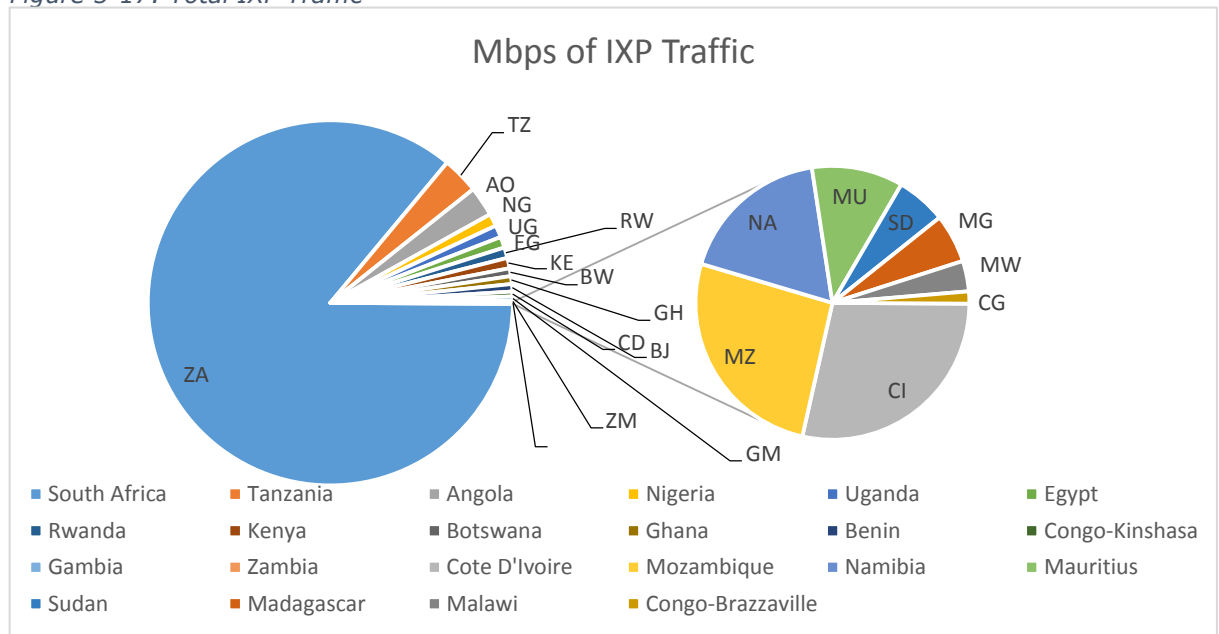 Figure 3-17: Total IXP Traffic
Mbps of IXP Traffic
TZ
AO
NG
UG
EG
RW
KE
BW
GH
CD
BJ
ZM
GM
ZA
MU
NA
SD
MG
MW
CG
MZ
CI
South Africa Tanzania Angola Nigeria Uganda Egypt
Rwanda Kenya Botswana Ghana Benin Congo-Kinshasa
Gambia Zambia Cote D'Ivoire Mozambique Namibia Mauritius
Sudan Madagascar Malawi Congo-Brazzaville